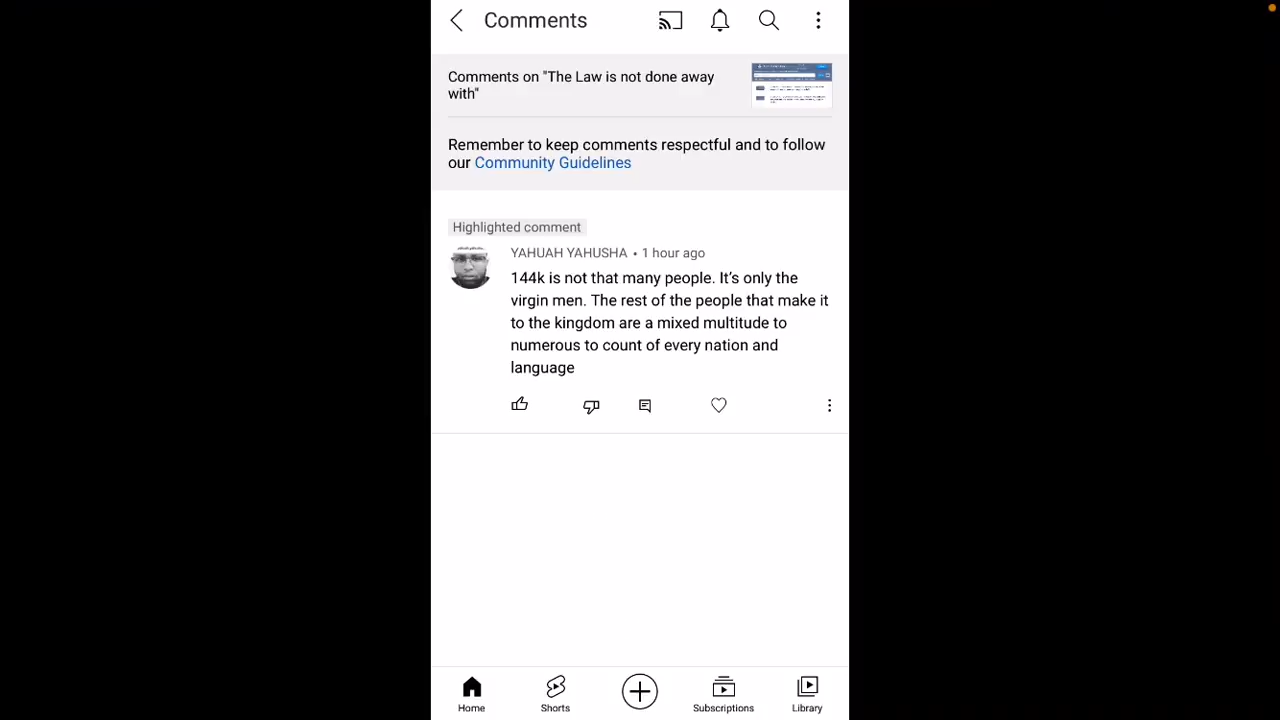 Comments
Comments on "The Law is not done away
with"
Remember to keep comments respectful and to follow
our Community Guidelines
Highlighted comment
YAHUAH YAHUSHA • 1 hour ago
144k is not that many people. It's only the
virgin men. The rest of the people that make it
to the kingdom are a mixed multitude to
numerous to count of every nation and
language
Home
Shorts
Subscriptions
Library